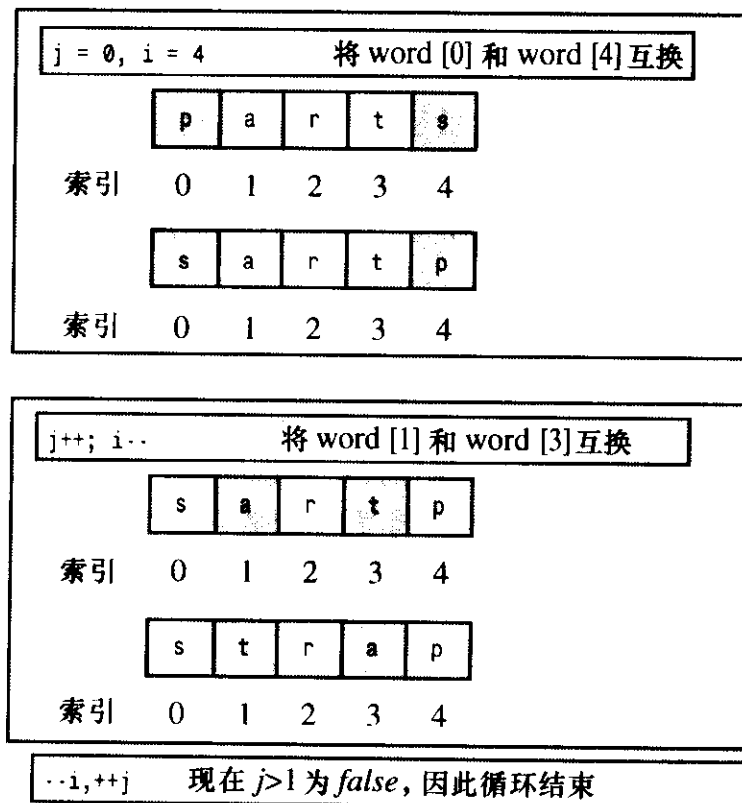 j = 0, i = 4 将 word [0] 和 word [4] 互换
p a r t s
索引 0 1 2 3 4
s a r t p
索引 0 1 2 3 4
j++; i-- 将 word [1] 和 word [3] 互换
s a r t p
索引 0 1 2 3 4
s t r a p
索引 0 1 2 3 4
--i,++j 现在 j>1 为 false, 因此循环结束